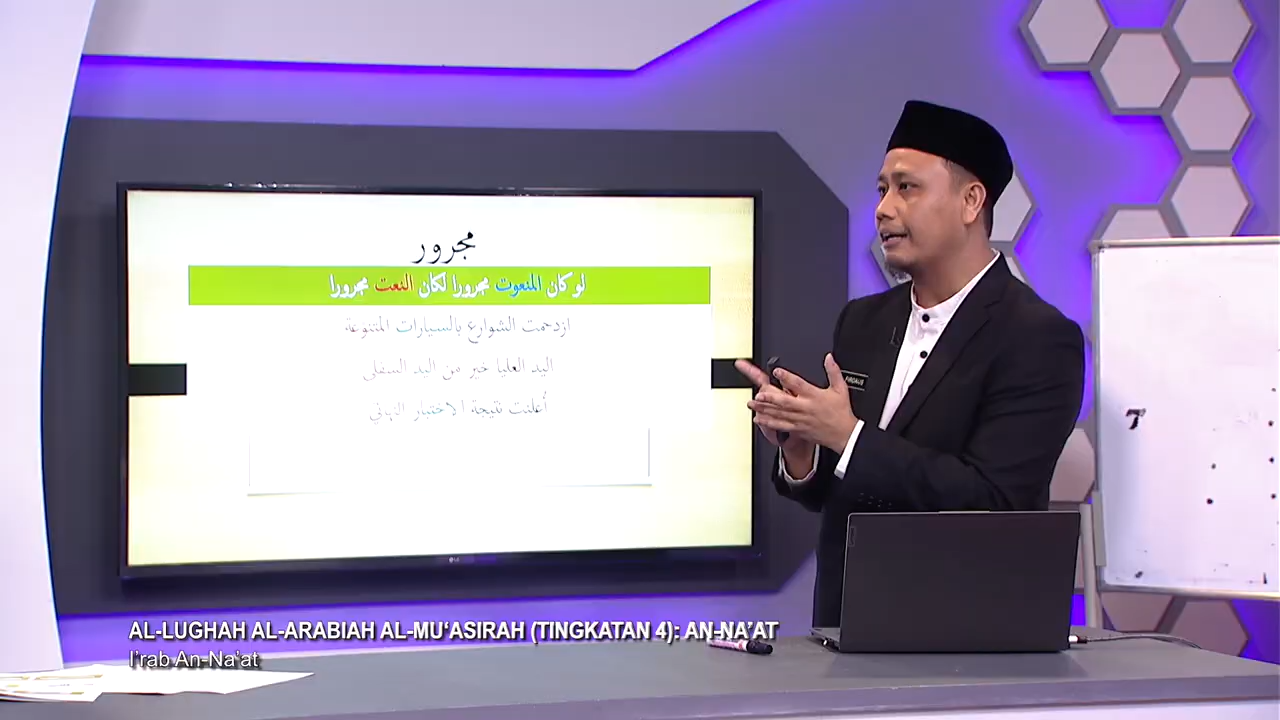 مجرور
لو كان المنعوت مجرورا لكان النعت مجرورا
ازدحمت الشوارع بالسيارات المتنوعة
اليد العليا خير من اليد السفلى
أعلنت نتيجة الاختبار النهائي
FIRDAUS
LG
AL-LUGHAH AL-ARABIAH AL-MU‘ASIRAH (TINGKATAN 4): AN-NA’AT
I’rab An-Na’at